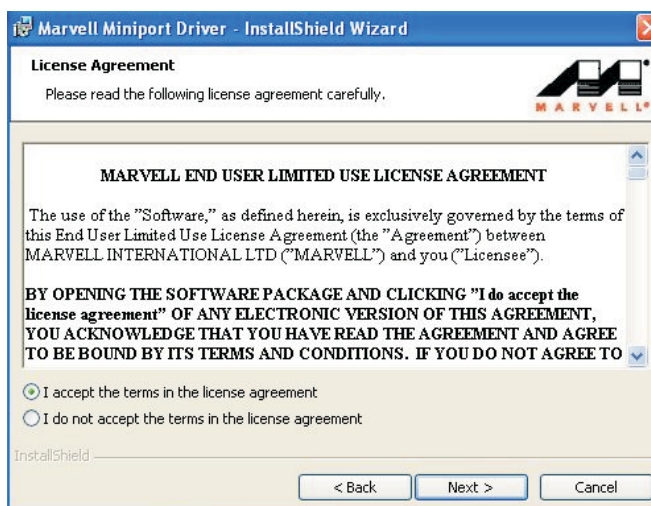 Marvell Miniport Driver - InstallShield Wizard
License Agreement
Please read the following license agreement carefully.
MARVELL®
MARVELL END USER LIMITED USE LICENSE AGREEMENT
The use of the "Software," as defined herein, is exclusively governed by the terms of
this End User Limited Use License Agreement (the "Agreement") between
MARVELL INTERNATIONAL LTD ("MARVELL") and you ("Licensee").
BY OPENING THE SOFTWARE PACKAGE AND CLICKING "I do accept the
license agreement" OF ANY ELECTRONIC VERSION OF THIS AGREEMENT,
YOU ACKNOWLEDGE THAT YOU HAVE READ THE AGREEMENT AND AGREE
TO BE BOUND BY ITS TERMS AND CONDITIONS. IF YOU DO NOT AGREE TO
I accept the terms in the license agreement
I do not accept the terms in the license agreement
InstallShield
< Back Next > Cancel